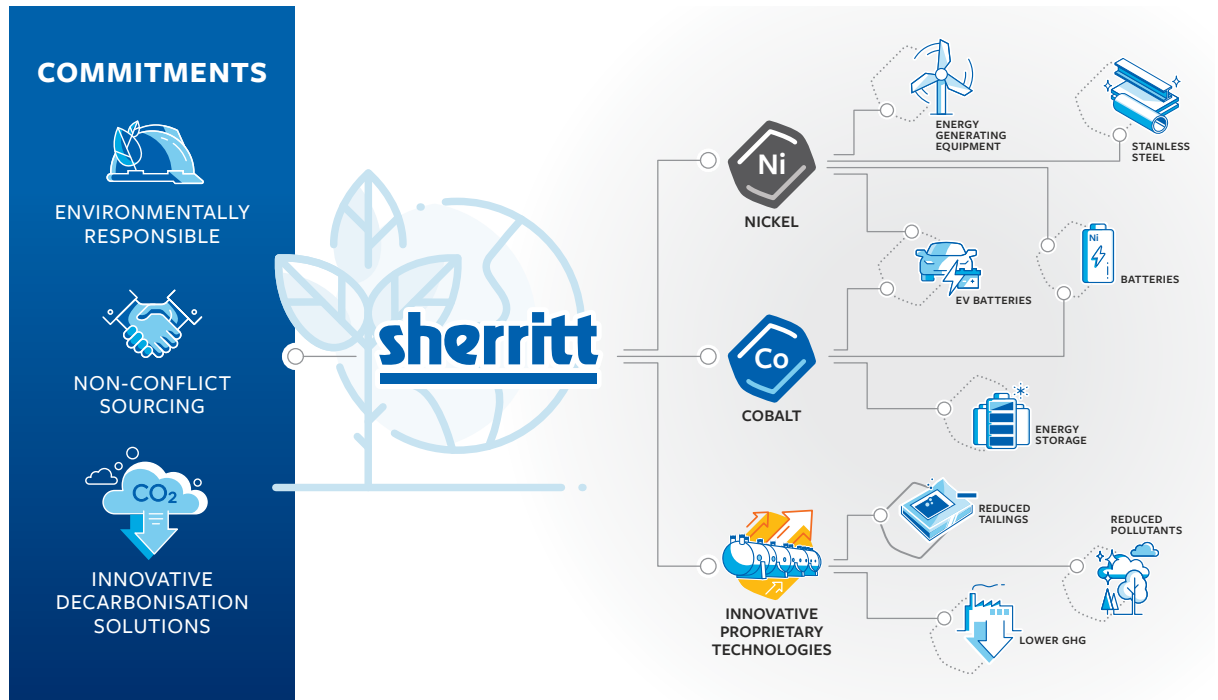 COMMITMENTS
ENVIRONMENTALLY
RESPONSIBLE
NON-CONFLICT
SOURCING
CO₂
INNOVATIVE
DECARBONISATION
SOLUTIONS
sherritt
Ni
NICKEL
ENERGY
GENERATING
EQUIPMENT
STAINLESS
STEEL
EV BATTERIES
Ni
BATTERIES
Co
COBALT
ENERGY
STORAGE
INNOVATIVE
PROPRIETARY
TECHNOLOGIES
REDUCED
TAILINGS
REDUCED
POLLUTANTS
LOWER GHG